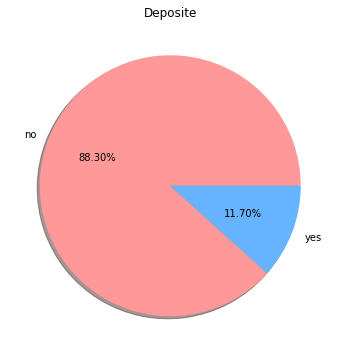 Deposite
no
88.30%
11.70%
yes